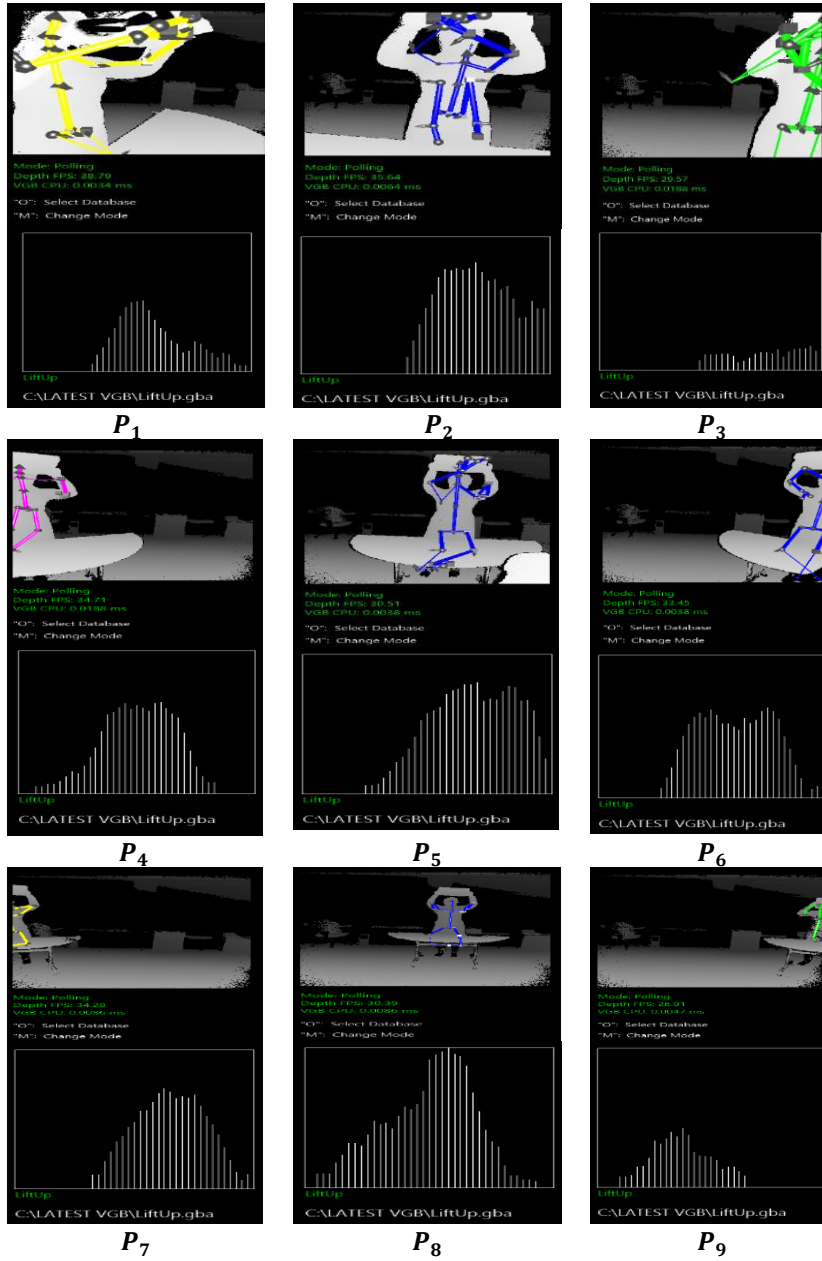 Mode: Polling
Depth FPS: 38.79
VGB CPU: 0.0034 ms
"O": Select Database
"M": Change Mode
LiftUp
C:\LATEST VGB\LiftUp.gba
P1
Mode: Polling
Depth FPS: 35.64
VGB CPU: 0.0064 ms
"O": Select Database
"M": Change Mode
LiftUp
C:\LATEST VGB\LiftUp.gba
P2
Mode: Polling
Depth FPS: 29.57
VGB CPU: 0.0188 ms
"O": Select Database
"M": Change Mode
LiftUp
C:\LATEST VGB\LiftUp.gba
P3
Mode: Polling
Depth FPS: 34.71
VGB CPU: 0.0188 ms
"O": Select Database
"M": Change Mode
LiftUp
C:\LATEST VGB\LiftUp.gba
P4
Mode: Polling
Depth FPS: 30.51
VGB CPU: 0.0038 ms
"O": Select Database
"M": Change Mode
LiftUp
C:\LATEST VGB\LiftUp.gba
P5
Mode: Polling
Depth FPS: 33.45
VGB CPU: 0.0038 ms
"O": Select Database
"M": Change Mode
LiftUp
C:\LATEST VGB\LiftUp.gba
P6
Mode: Polling
Depth FPS: 34.28
VGB CPU: 0.0086 ms
"O": Select Database
"M": Change Mode
LiftUp
C:\LATEST VGB\LiftUp.gba
P7
Mode: Polling
Depth FPS: 30.39
VGB CPU: 0.0086 ms
"O": Select Database
"M": Change Mode
LiftUp
C:\LATEST VGB\LiftUp.gba
P8
Mode: Polling
Depth FPS: 26.91
VGB CPU: 0.0047 ms
"O": Select Database
"M": Change Mode
LiftUp
C:\LATEST VGB\LiftUp.gba
P9